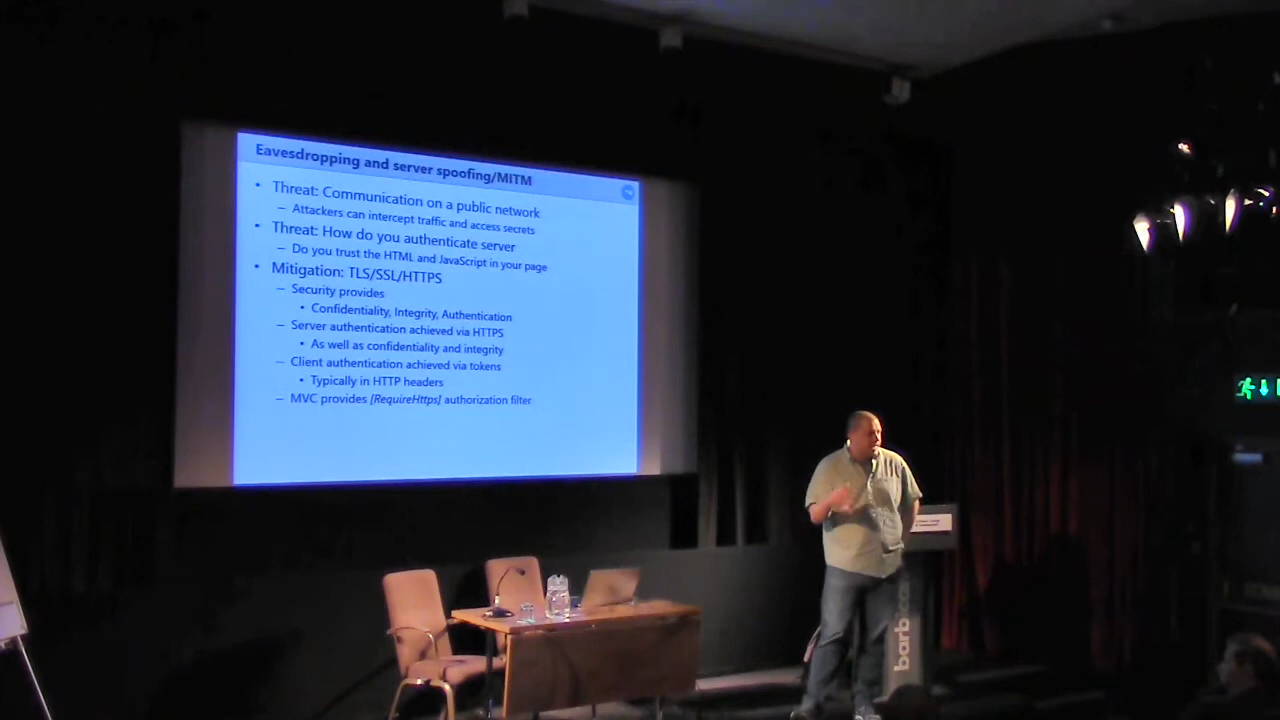 Eavesdropping and server spoofing/MITM
• Threat: Communication on a public network
– Attackers can intercept traffic and access secrets
• Threat: How do you authenticate server
– Do you trust the HTML and JavaScript in your page
• Mitigation: TLS/SSL/HTTPS
– Security provides
• Confidentiality, Integrity, Authentication
– Server authentication achieved via HTTPS
• As well as confidentiality and integrity
– Client authentication achieved via tokens
• Typically in HTTP headers
– MVC provides [RequireHttps] authorization filter
barbican